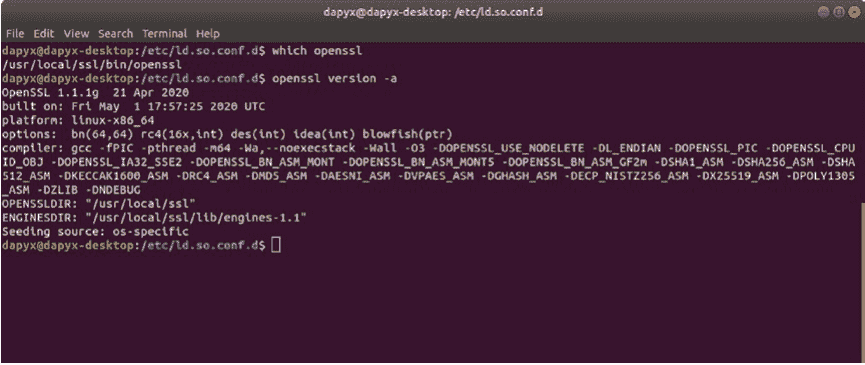 dapyx@dapyx-desktop: /etc/ld.so.conf.d
File Edit View Search Terminal Help
dapyx@dapyx-desktop:/etc/ld.so.conf.d$ which openssl
/usr/local/ssl/bin/openssl
dapyx@dapyx-desktop:/etc/ld.so.conf.d$ openssl version -a
OpenSSL 1.1.1g  21 Apr 2020
built on: Fri May  1 17:57:25 2020 UTC
platform: linux-x86_64
options:  bn(64,64) rc4(16x,int) des(int) idea(int) blowfish(ptr)
compiler: gcc -fPIC -pthread -m64 -Wa,--noexecstack -Wall -O3 -DOPENSSL_USE_NODELETE -DL_ENDIAN -DOPENSSL_PIC -DOPENSSL_CPU
ID_OBJ -DOPENSSL_IA32_SSE2 -DOPENSSL_BN_ASM_MONT -DOPENSSL_BN_ASM_MONT5 -DOPENSSL_BN_ASM_GF2m -DSHA1_ASM -DSHA256_ASM -DSHA
512_ASM -DKECCAK1600_ASM -DRC4_ASM -DMD5_ASM -DAESNI_ASM -DVPAES_ASM -DGHASH_ASM -DECP_NISTZ256_ASM -DX25519_ASM -DPOLY1305
_ASM -DZLIB -DNDEBUG
OPENSSLDIR: "/usr/local/ssl"
ENGINESDIR: "/usr/local/ssl/lib/engines-1.1"
Seeding source: os-specific
dapyx@dapyx-desktop:/etc/ld.so.conf.d$